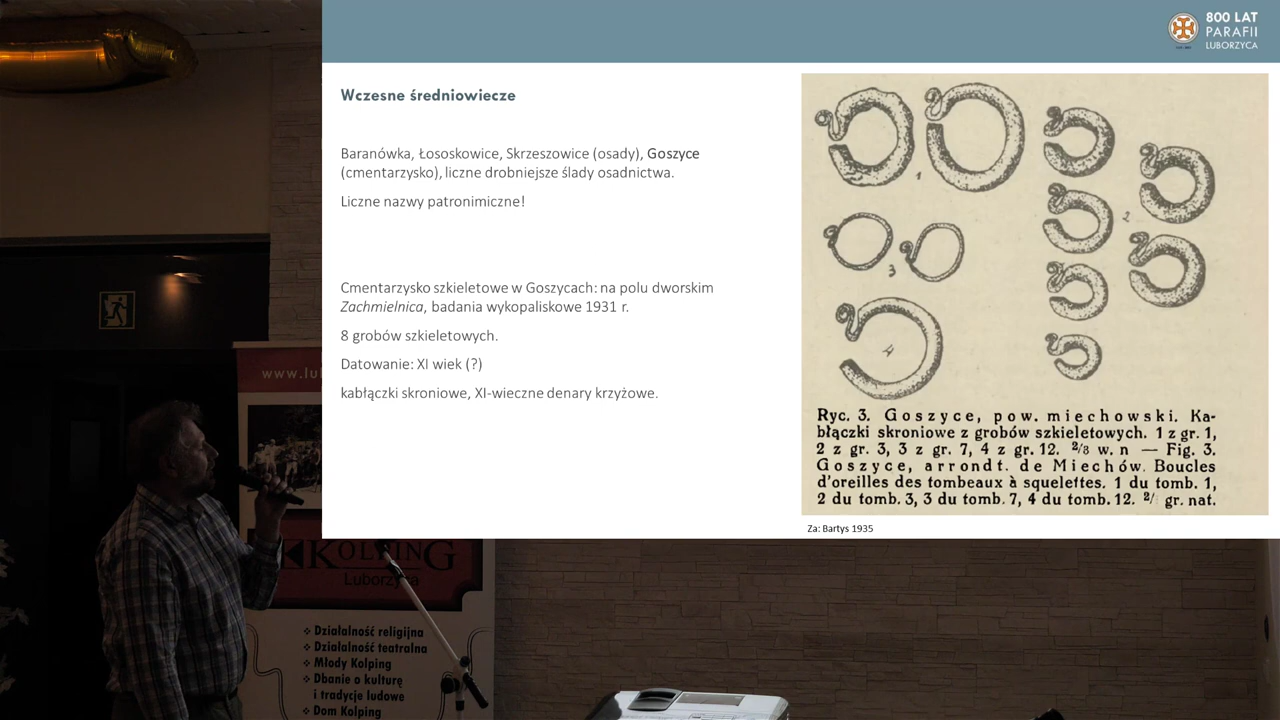 800 LAT
PARAFII
LUBORZYCA
Wczesne średniowiecze
Baranówka, Łososkowice, Skrzeszowice (osady), Goszyce
(cmentarzysko), liczne drobniejsze ślady osadnictwa.
Liczne nazwy patronimiczne!
Cmentarzysko szkieletowe w Goszycach: na polu dworskim
Zachmielnica, badania wykopaliskowe 1931 r.
8 grobów szkieletowych.
Datowanie: XI wiek (?)
kabłączki skroniowe, XI-wieczne denary krzyżowe.
1
2
3
4
Ryc. 3. Goszyce, pow. miechowski. Ka-
błączki skroniowe z grobów szkieletowych. 1 z gr. 1,
2 z gr. 3, 3 z gr. 7, 4 z gr. 12. 2/3 w. n — Fig. 3.
Goszyce, arrondt. de Miechów. Boucles
d'oreilles des tombeaux à squelettes. 1 du tomb. 1,
2 du tomb. 3, 3 du tomb. 7, 4 du tomb. 12. 2/ gr. nat.
Za: Bartys 1935
www.lu
KOLPING
Luborzyca
❖ Działalność religijna
❖ Działalność teatralna
❖ Młody Kolping
❖ Dbanie o kulturę
i tradycje ludowe
❖ Dom Kolping